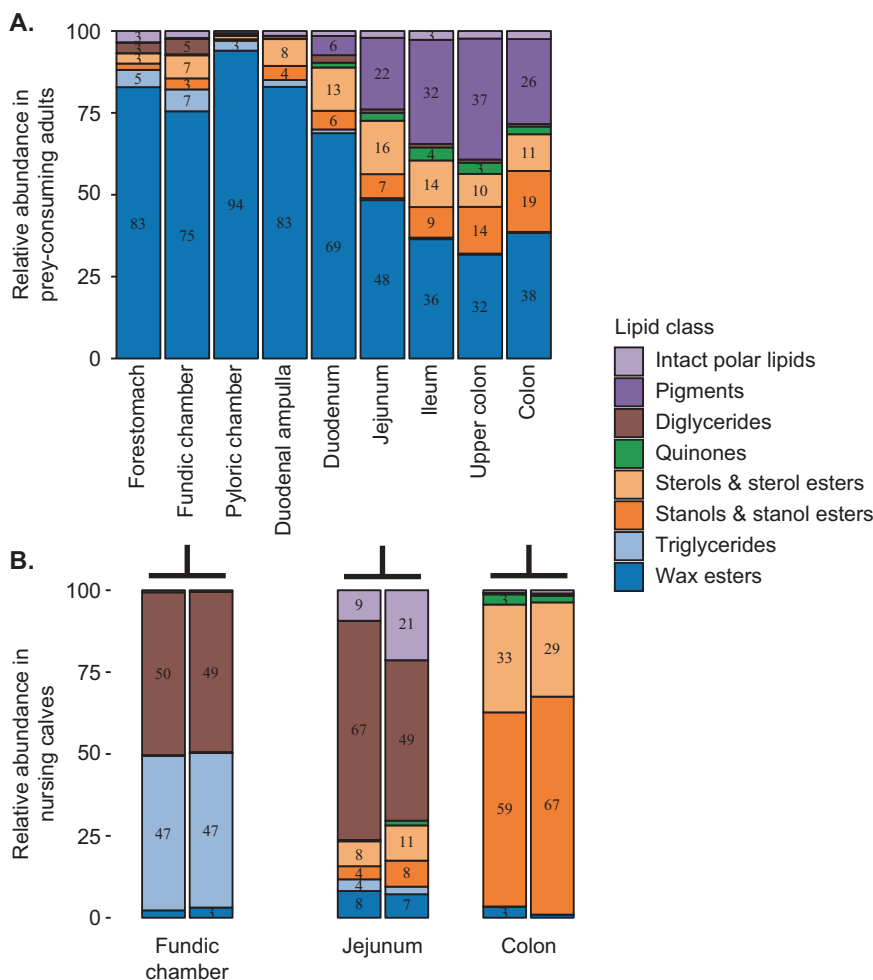 A.
Relative abundance in
prey-consuming adults
100
75
50
25
0
3
3
3
5
83
5
7
3
7
75
3
94
8
4
83
6
13
6
69
22
16
7
48
3
32
4
14
9
36
37
3
10
14
32
26
11
19
38
Forestomach
Fundic chamber
Pyloric chamber
Duodenal ampulla
Duodenum
Jejunum
Ileum
Upper colon
Colon
Lipid class
Intact polar lipids
Pigments
Diglycerides
Quinones
Sterols & sterol esters
Stanols & stanol esters
Triglycerides
Wax esters
B.
Relative abundance in
nursing calves
100
75
50
25
0
50
47
49
47
3
9
67
8
4
4
8
21
49
11
8
7
3
33
59
3
29
67
Fundic
chamber
Jejunum
Colon